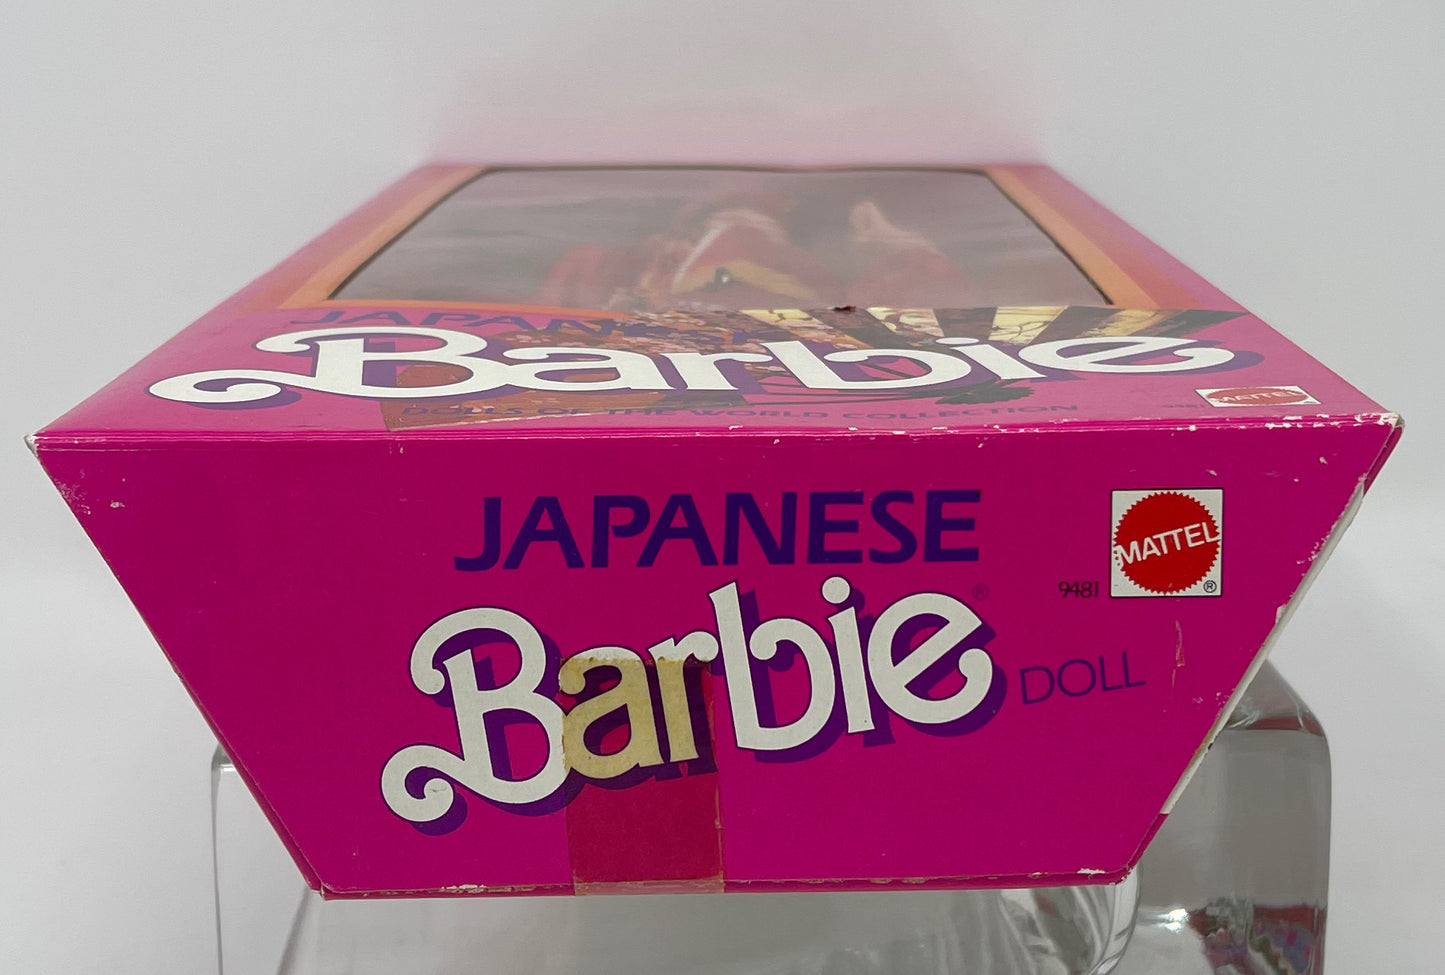 JAPANESE
Barbie
DOLLS OF THE WORLD COLLECTION
MATTEL
JAPANESE
Barbie®
DOLL
9481
MATTEL
®